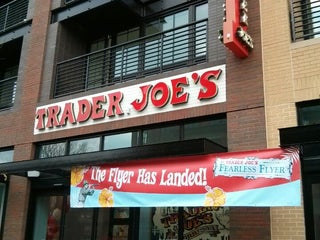 TRADER JOE'S
The Flyer Has Landed!
TRADER JOE'S
FEARLESS FLYER